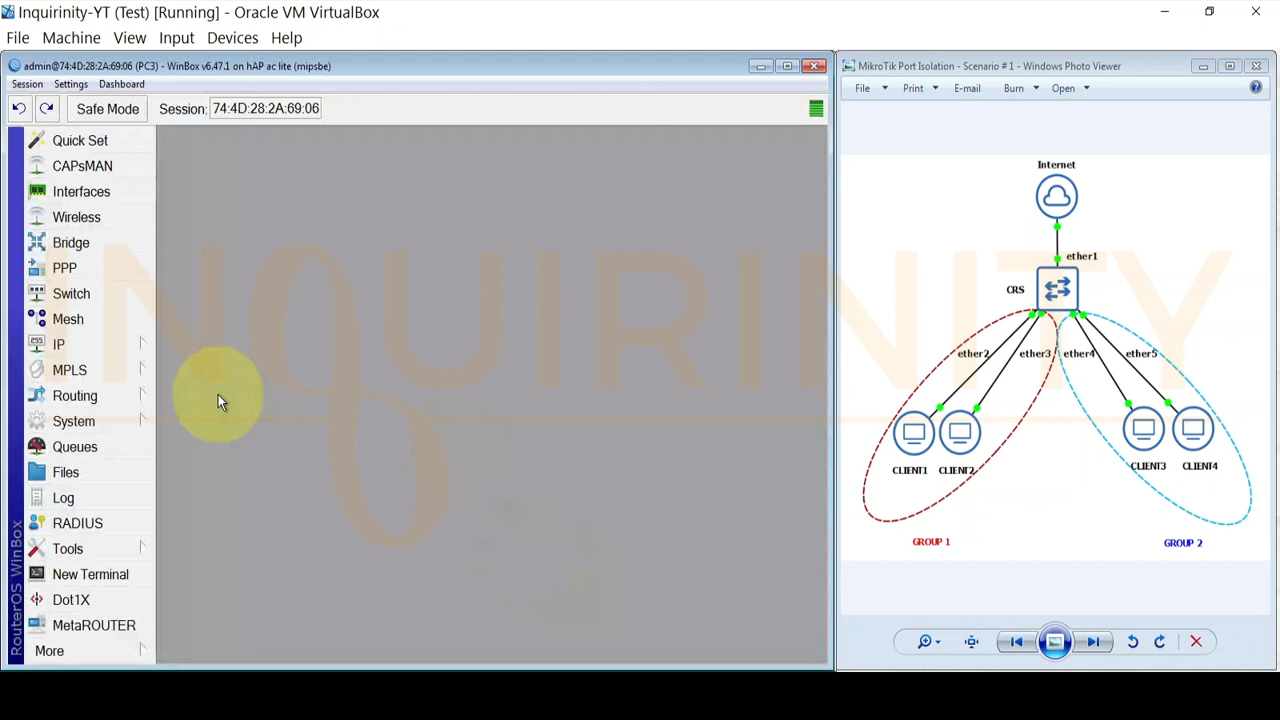 Inquirinity-YT (Test) [Running] - Oracle VM VirtualBox
File Machine View Input Devices Help
admin@74:4D:28:2A:69:06 (PC3) - WinBox v6.47.1 on hAP ac lite (mipsbe)
Session Settings Dashboard
Safe Mode Session: 74:4D:28:2A:69:06
Quick Set
CAPsMAN
Interfaces
Wireless
Bridge
PPP
Switch
Mesh
IP
MPLS
Routing
System
Queues
Files
Log
RADIUS
Tools
New Terminal
Dot1X
MetaROUTER
More
RouterOS WinBox
INQUIRINITY
MikroTik Port Isolation - Scenario # 1 - Windows Photo Viewer
File Print E-mail Burn Open
Internet
ether1
CRS
ether2 ether3 ether4 ether5
CLIENT1 CLIENT2 CLIENT3 CLIENT4
GROUP 1 GROUP 2